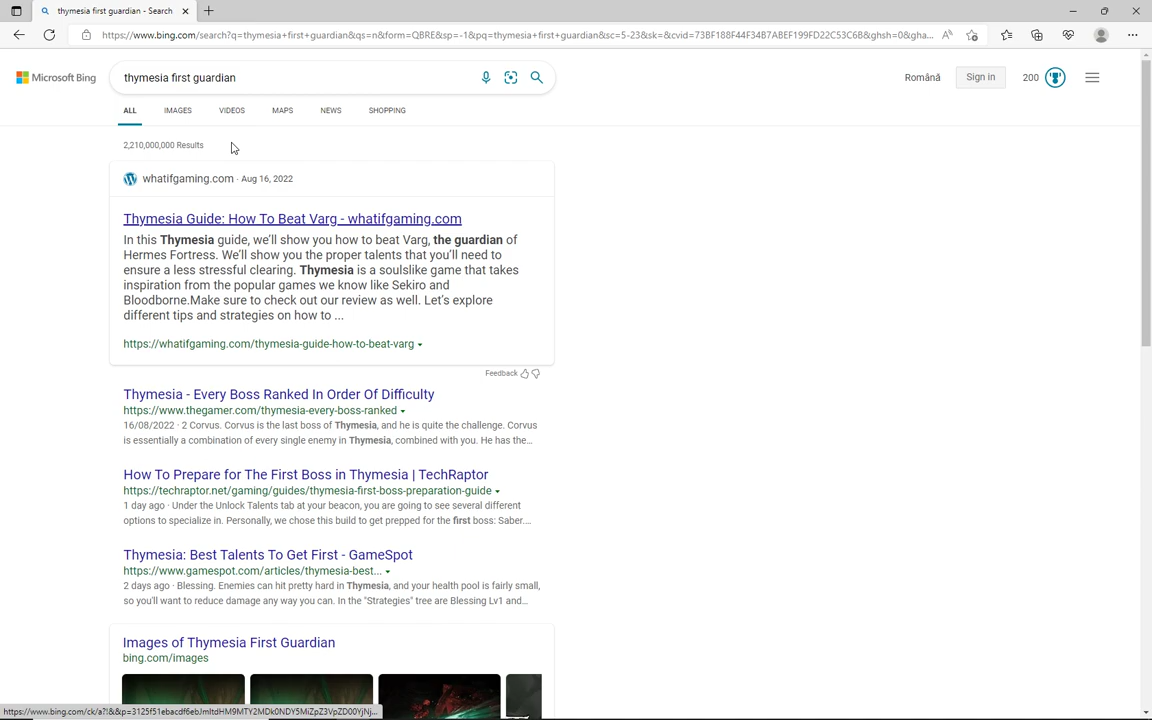 thymesia first guardian - Search
https://www.bing.com/search?q=thymesia+first+guardian&qs=n&form=QBRE&sp=-1&pq=thymesia+first+guardian&sc=5-23&sk=&cvid=73BF188F44F34B7ABEF199FD22C53C6B&ghsh=0&gha...
Microsoft Bing
thymesia first guardian
Română
Sign in
200
ALL IMAGES VIDEOS MAPS NEWS SHOPPING
2,210,000,000 Results
whatifgaming.com · Aug 16, 2022
Thymesia Guide: How To Beat Varg - whatifgaming.com
In this Thymesia guide, we'll show you how to beat Varg, the guardian of
Hermes Fortress. We'll show you the proper talents that you'll need to
ensure a less stressful clearing. Thymesia is a soulslike game that takes
inspiration from the popular games we know like Sekiro and
Bloodborne.Make sure to check out our review as well. Let's explore
different tips and strategies on how to ...
https://whatifgaming.com/thymesia-guide-how-to-beat-varg
Feedback
Thymesia - Every Boss Ranked In Order Of Difficulty
https://www.thegamer.com/thymesia-every-boss-ranked
16/08/2022 · 2 Corvus. Corvus is the last boss of Thymesia, and he is quite the challenge. Corvus
is essentially a combination of every single enemy in Thymesia, combined with you. He has the...
How To Prepare for The First Boss in Thymesia | TechRaptor
https://techraptor.net/gaming/guides/thymesia-first-boss-preparation-guide
1 day ago · Under the Unlock Talents tab at your beacon, you are going to see several different
options to specialize in. Personally, we chose this build to get prepped for the first boss: Saber....
Thymesia: Best Talents To Get First - GameSpot
https://www.gamespot.com/articles/thymesia-best...
2 days ago · Blessing. Enemies can hit pretty hard in Thymesia, and your health pool is fairly small,
so you'll want to reduce damage any way you can. In the "Strategies" tree are Blessing Lv1 and...
Images of Thymesia First Guardian
bing.com/images